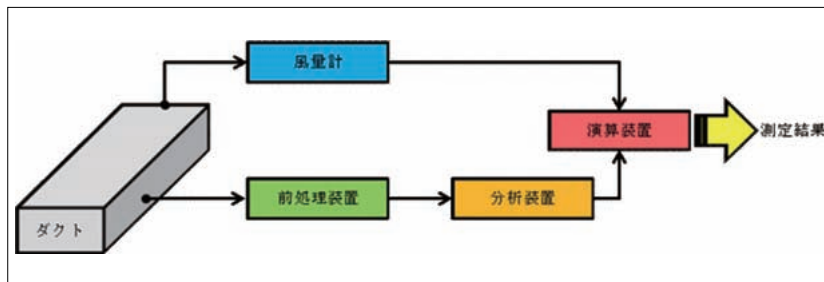 風量計
演算装置
測定結果
前処理装置
分析装置
ダクト